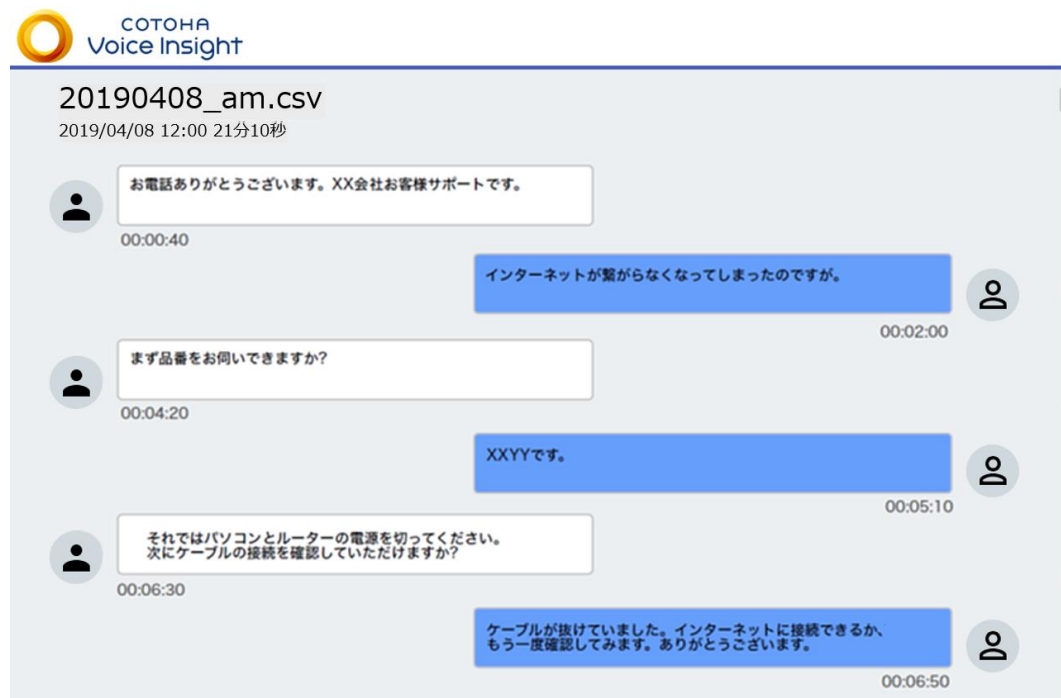 COTOHA
Voice Insight
20190408_am.csv
2019/04/08 12:00 21分10秒
お電話ありがとうございます。XX会社お客様サポートです。
00:00:40
インターネットが繋がらなくなってしまったのですが。
00:02:00
まず品番をお伺いできますか?
00:04:20
XXYYです。
00:05:10
それではパソコンとルーターの電源を切ってください。
次にケーブルの接続を確認していただけますか?
00:06:30
ケーブルが抜けていました。インターネットに接続できるか、
もう一度確認してみます。ありがとうございます。
00:06:50